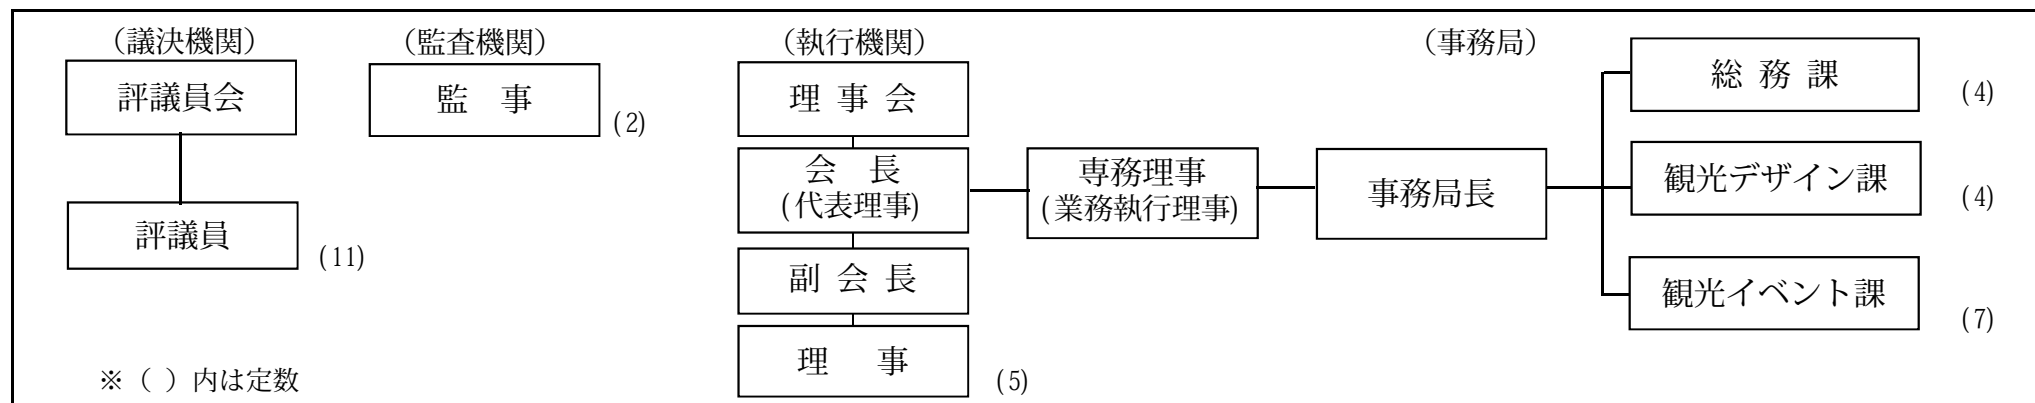 （議決機関）
評議員会
評議員
(11)
（監査機関）
監　事
(2)
（執行機関）
理 事 会
会　長
(代表理事)
副 会 長
理　事
(5)
専務理事
(業務執行理事)
（事務局）
事務局長
総 務 課
(4)
観光デザイン課
(4)
観光イベント課
(7)
※（ ）内は定数